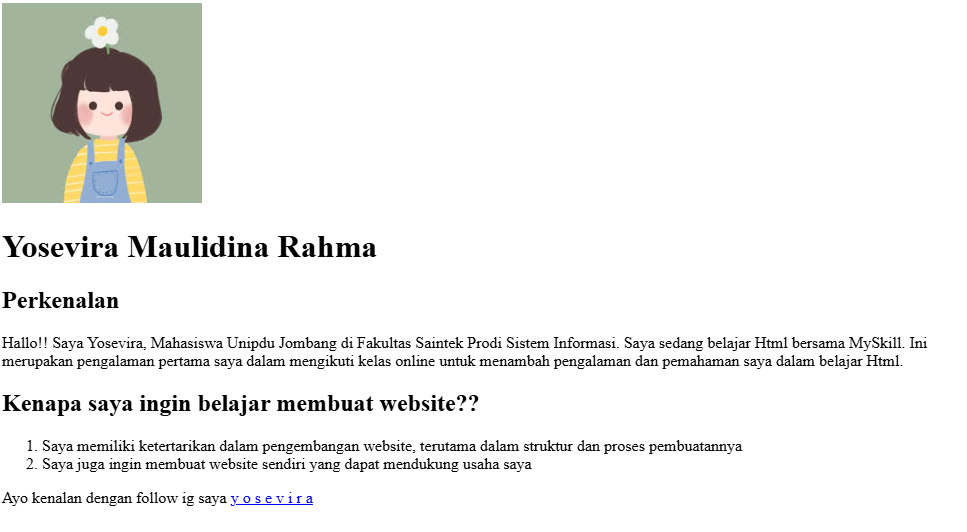 Yosevira Maulidina Rahma
Perkenalan
Hallo!! Saya Yosevira, Mahasiswa Unipdu Jombang di Fakultas Saintek Prodi Sistem Informasi. Saya sedang belajar Html bersama MySkill. Ini
merupakan pengalaman pertama saya dalam mengikuti kelas online untuk menambah pengalaman dan pemahaman saya dalam belajar Html.
Kenapa saya ingin belajar membuat website??
1. Saya memiliki ketertarikan dalam pengembangan website, terutama dalam struktur dan proses pembuatannya
2. Saya juga ingin membuat website sendiri yang dapat mendukung usaha saya
Ayo kenalan dengan follow ig saya y o s e v i r a